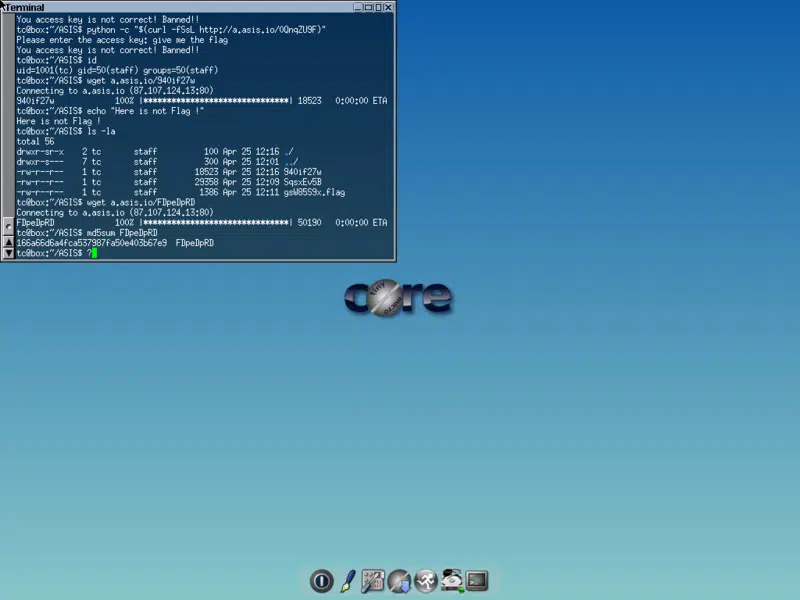 Terminal
You access key is not correct! Banned!!
tc@box:~/ASIS$ python -c "$(curl -fSsL http://a.asis.io/0QnqZU9F)"
Please enter the access key: give me the flag
You access key is not correct! Banned!!
tc@box:~/ASIS$ id
uid=1001(tc) gid=50(staff) groups=50(staff)
tc@box:~/ASIS$ wget a.asis.io/940if27w
Connecting to a.asis.io (87.107.124.13:80)
940if27w 100% |*******************************| 18523 0:00:00 ETA
tc@box:~/ASIS$ echo "Here is not Flag !"
Here is not Flag !
tc@box:~/ASIS$ ls -la
total 56
drwxr-sr-x 2 tc staff 100 Apr 25 12:16 ./
drwxr-s--- 7 tc staff 300 Apr 25 12:01 ../
-rw-r--r-- 1 tc staff 18523 Apr 25 12:16 940if27w
-rw-r--r-- 1 tc staff 29358 Apr 25 12:09 SqsxEv5B
-rw-r--r-- 1 tc staff 1386 Apr 25 12:11 gsW85S9x.flag
tc@box:~/ASIS$ wget a.asis.io/FDpeDpRD
Connecting to a.asis.io (87.107.124.13:80)
FDpeDpRD 100% |*******************************| 50190 0:00:00 ETA
tc@box:~/ASIS$ md5sum FDpeDpRD
166a66d6a4fca537987fa50e403b67e9 FDpeDpRD
tc@box:~/ASIS$ ?
core
tiny
micro